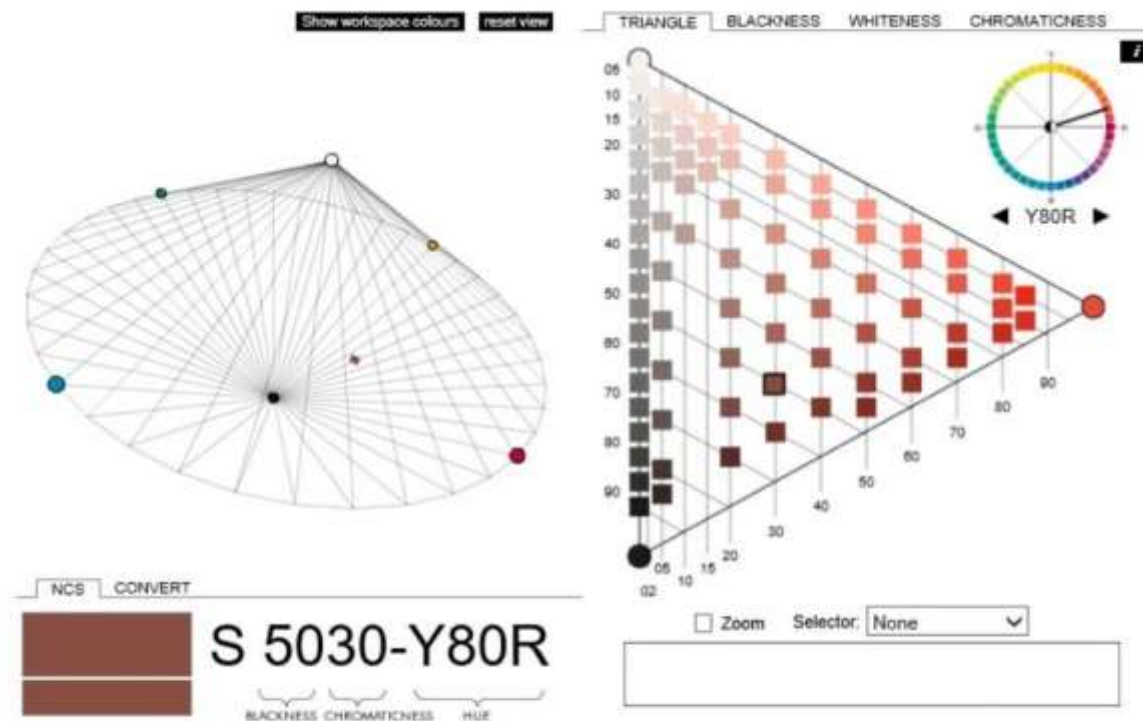 Show workspace colours reset view
TRIANGLE BLACKNESS WHITENESS CHROMATICNESS
i
05
10
15
20
30
40
50
60
70
80
90
Y80R
90
80
70
60
50
40
30
20
15
10
05
02
NCS CONVERT
S 5030-Y80R
BLACKNESS CHROMATICNESS HUE
Zoom Selector: None